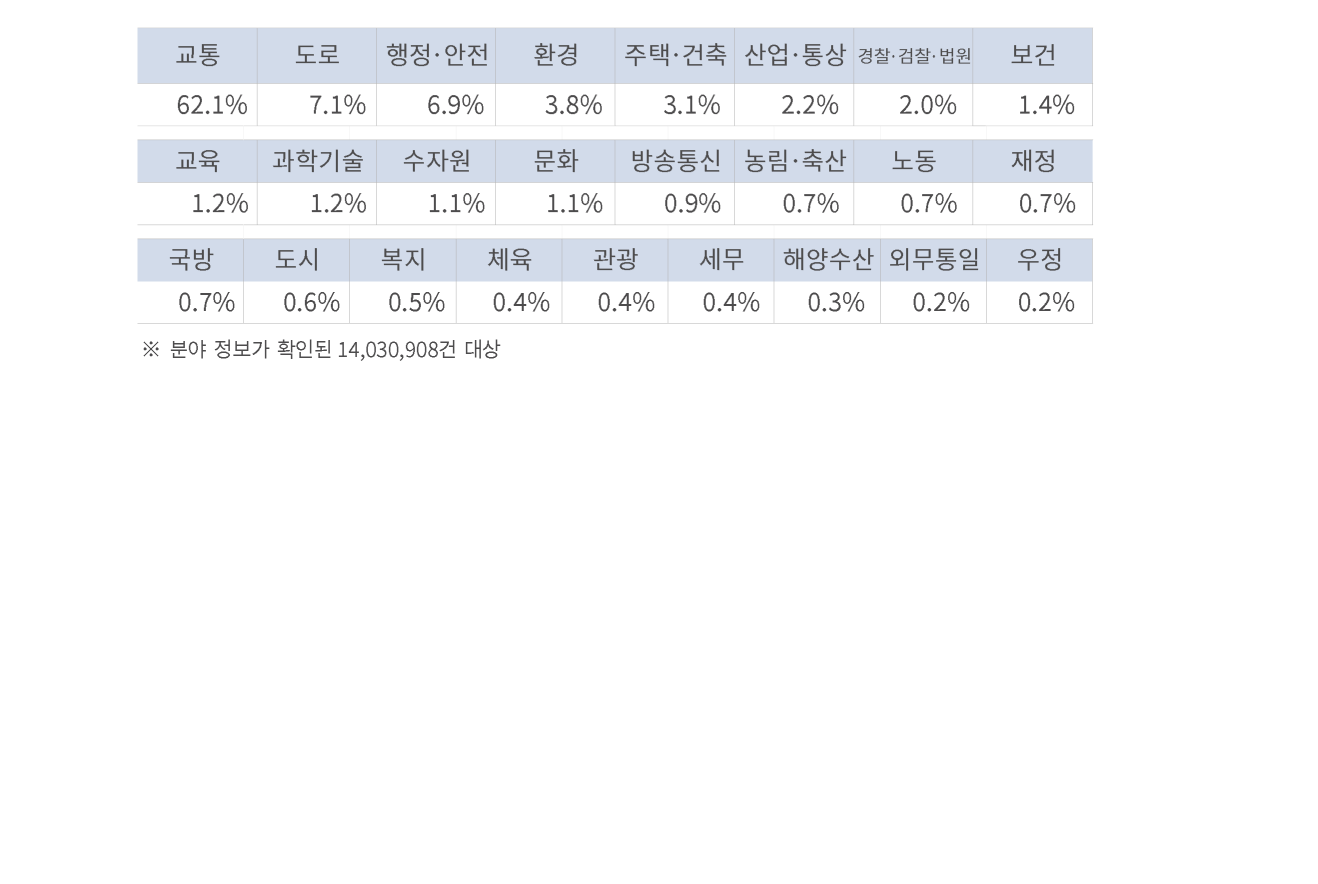 교통 도로 행정·안전 환경 주택·건축 산업·통상 경찰·검찰·법원 보건
62.1% 7.1% 6.9% 3.8% 3.1% 2.2% 2.0% 1.4%
교육 과학기술 수자원 문화 방송통신 농림·축산 노동 재정
1.2% 1.2% 1.1% 1.1% 0.9% 0.7% 0.7% 0.7%
국방 도시 복지 체육 관광 세무 해양수산 외무통일 우정
0.7% 0.6% 0.5% 0.4% 0.4% 0.4% 0.3% 0.2% 0.2%
※ 분야 정보가 확인된 14,030,908건 대상